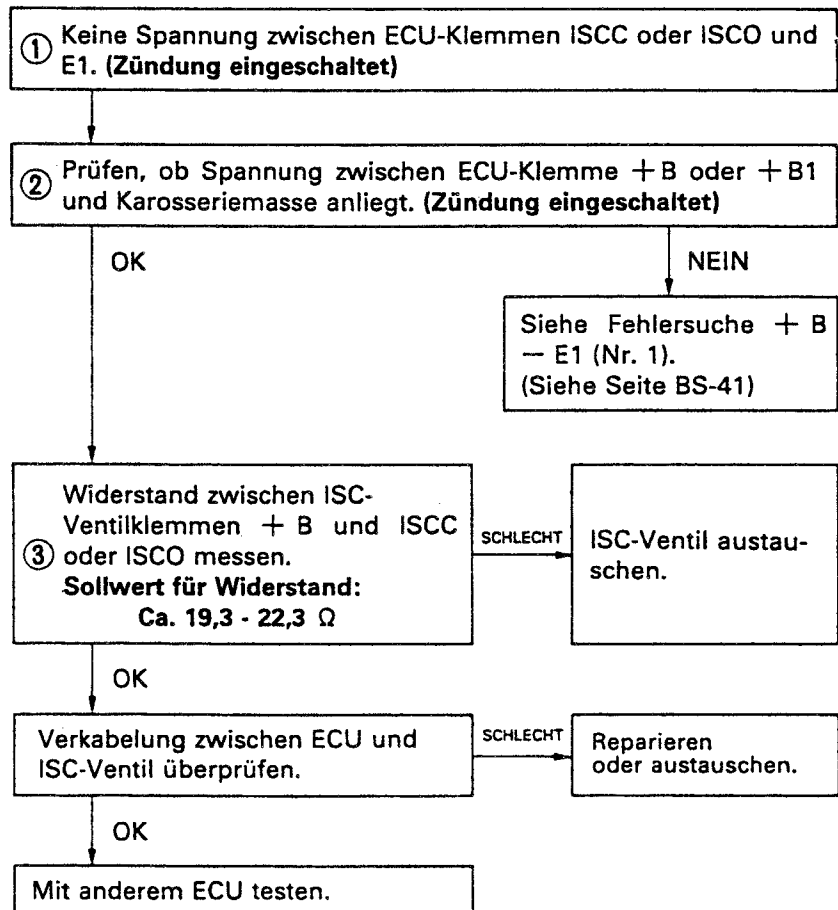 ① Keine Spannung zwischen ECU-Klemmen ISCC oder ISCO und
E1. (Zündung eingeschaltet)
② Prüfen, ob Spannung zwischen ECU-Klemme +B oder +B1
und Karosseriemasse anliegt. (Zündung eingeschaltet)
OK
NEIN
Siehe Fehlersuche + B
— E1 (Nr. 1).
(Siehe Seite BS-41)
Widerstand zwischen ISC-
Ventilklemmen + B und ISCC
③ oder ISCO messen.
Sollwert für Widerstand:
Ca. 19,3 - 22,3 Ω
SCHLECHT
ISC-Ventil austau-
schen.
OK
Verkabelung zwischen ECU und
ISC-Ventil überprüfen.
SCHLECHT
Reparieren
oder austauschen.
OK
Mit anderem ECU testen.